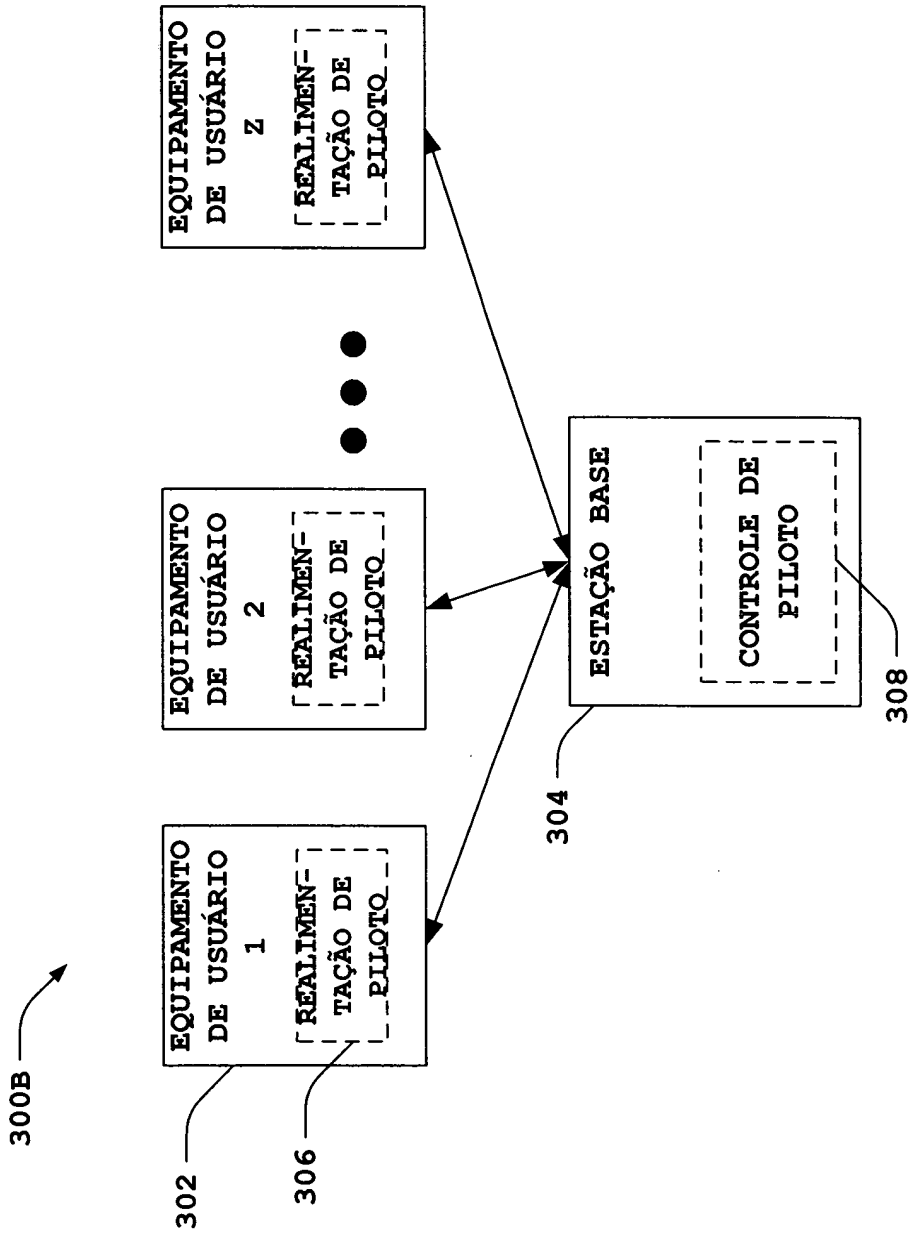 300B
302
EQUIPAMENTO
DE USUÁRIO
1
REALIMEN-
TAÇÃO DE
PILOTO
306
EQUIPAMENTO
DE USUÁRIO
2
REALIMEN-
TAÇÃO DE
PILOTO
EQUIPAMENTO
DE USUÁRIO
Z
REALIMEN-
TAÇÃO DE
PILOTO
304
ESTAÇÃO BASE
CONTROLE DE
PILOTO
308